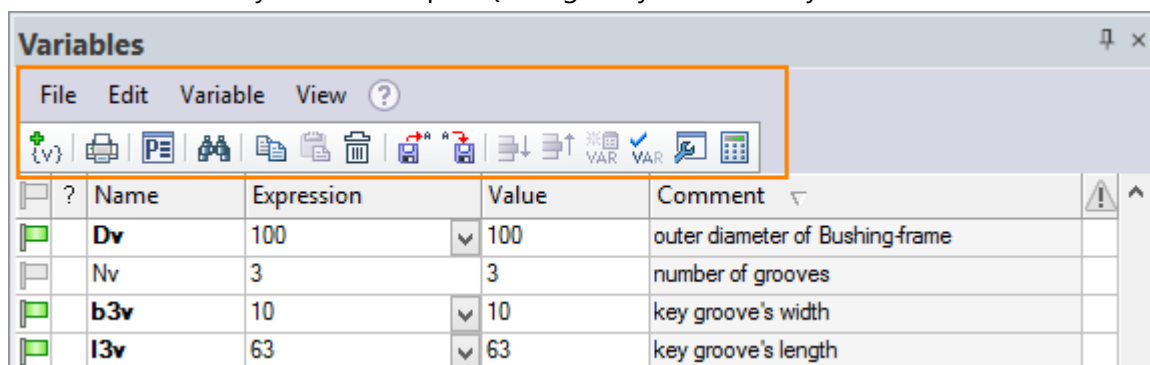 Variables
File Edit Variable View ?
{v} PE A A VAR VAR
? Name Expression Value Comment
Dv 100 100 outer diameter of Bushing-frame
Nv 3 3 number of grooves
b3v 10 10 key groove's width
l3v 63 63 key groove's length